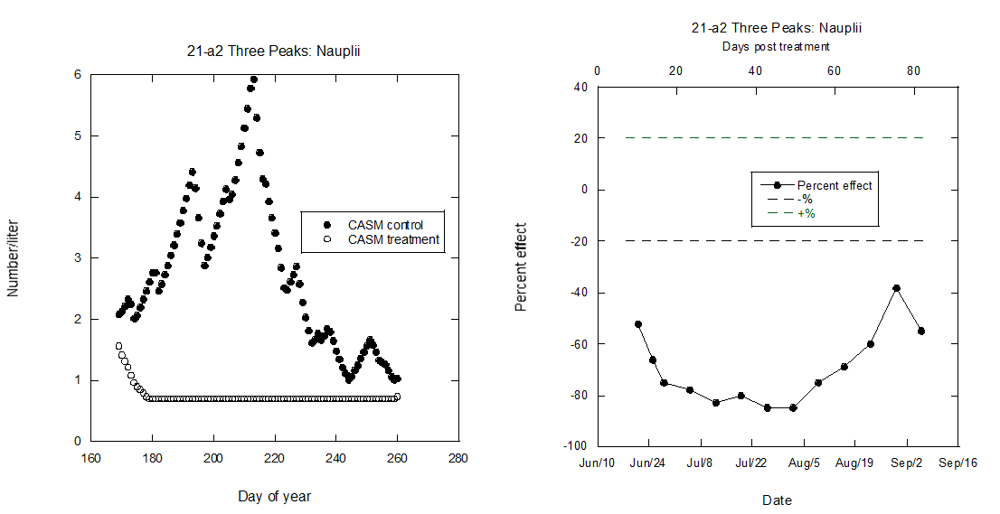 21-a2 Three Peaks: Nauplii
6
5
4
3
2
1
0
160
180
200
220
240
260
280
Number/liter
Day of year
CASM control
CASM treatment
21-a2 Three Peaks: Nauplii
Days post treatment
0
20
40
60
80
40
20
0
-20
-40
-60
-80
-100
Percent effect
Percent effect
-%
+%
Jun/10
Jun/24
Jul/8
Jul/22
Aug/5
Aug/19
Sep/2
Sep/16
Date